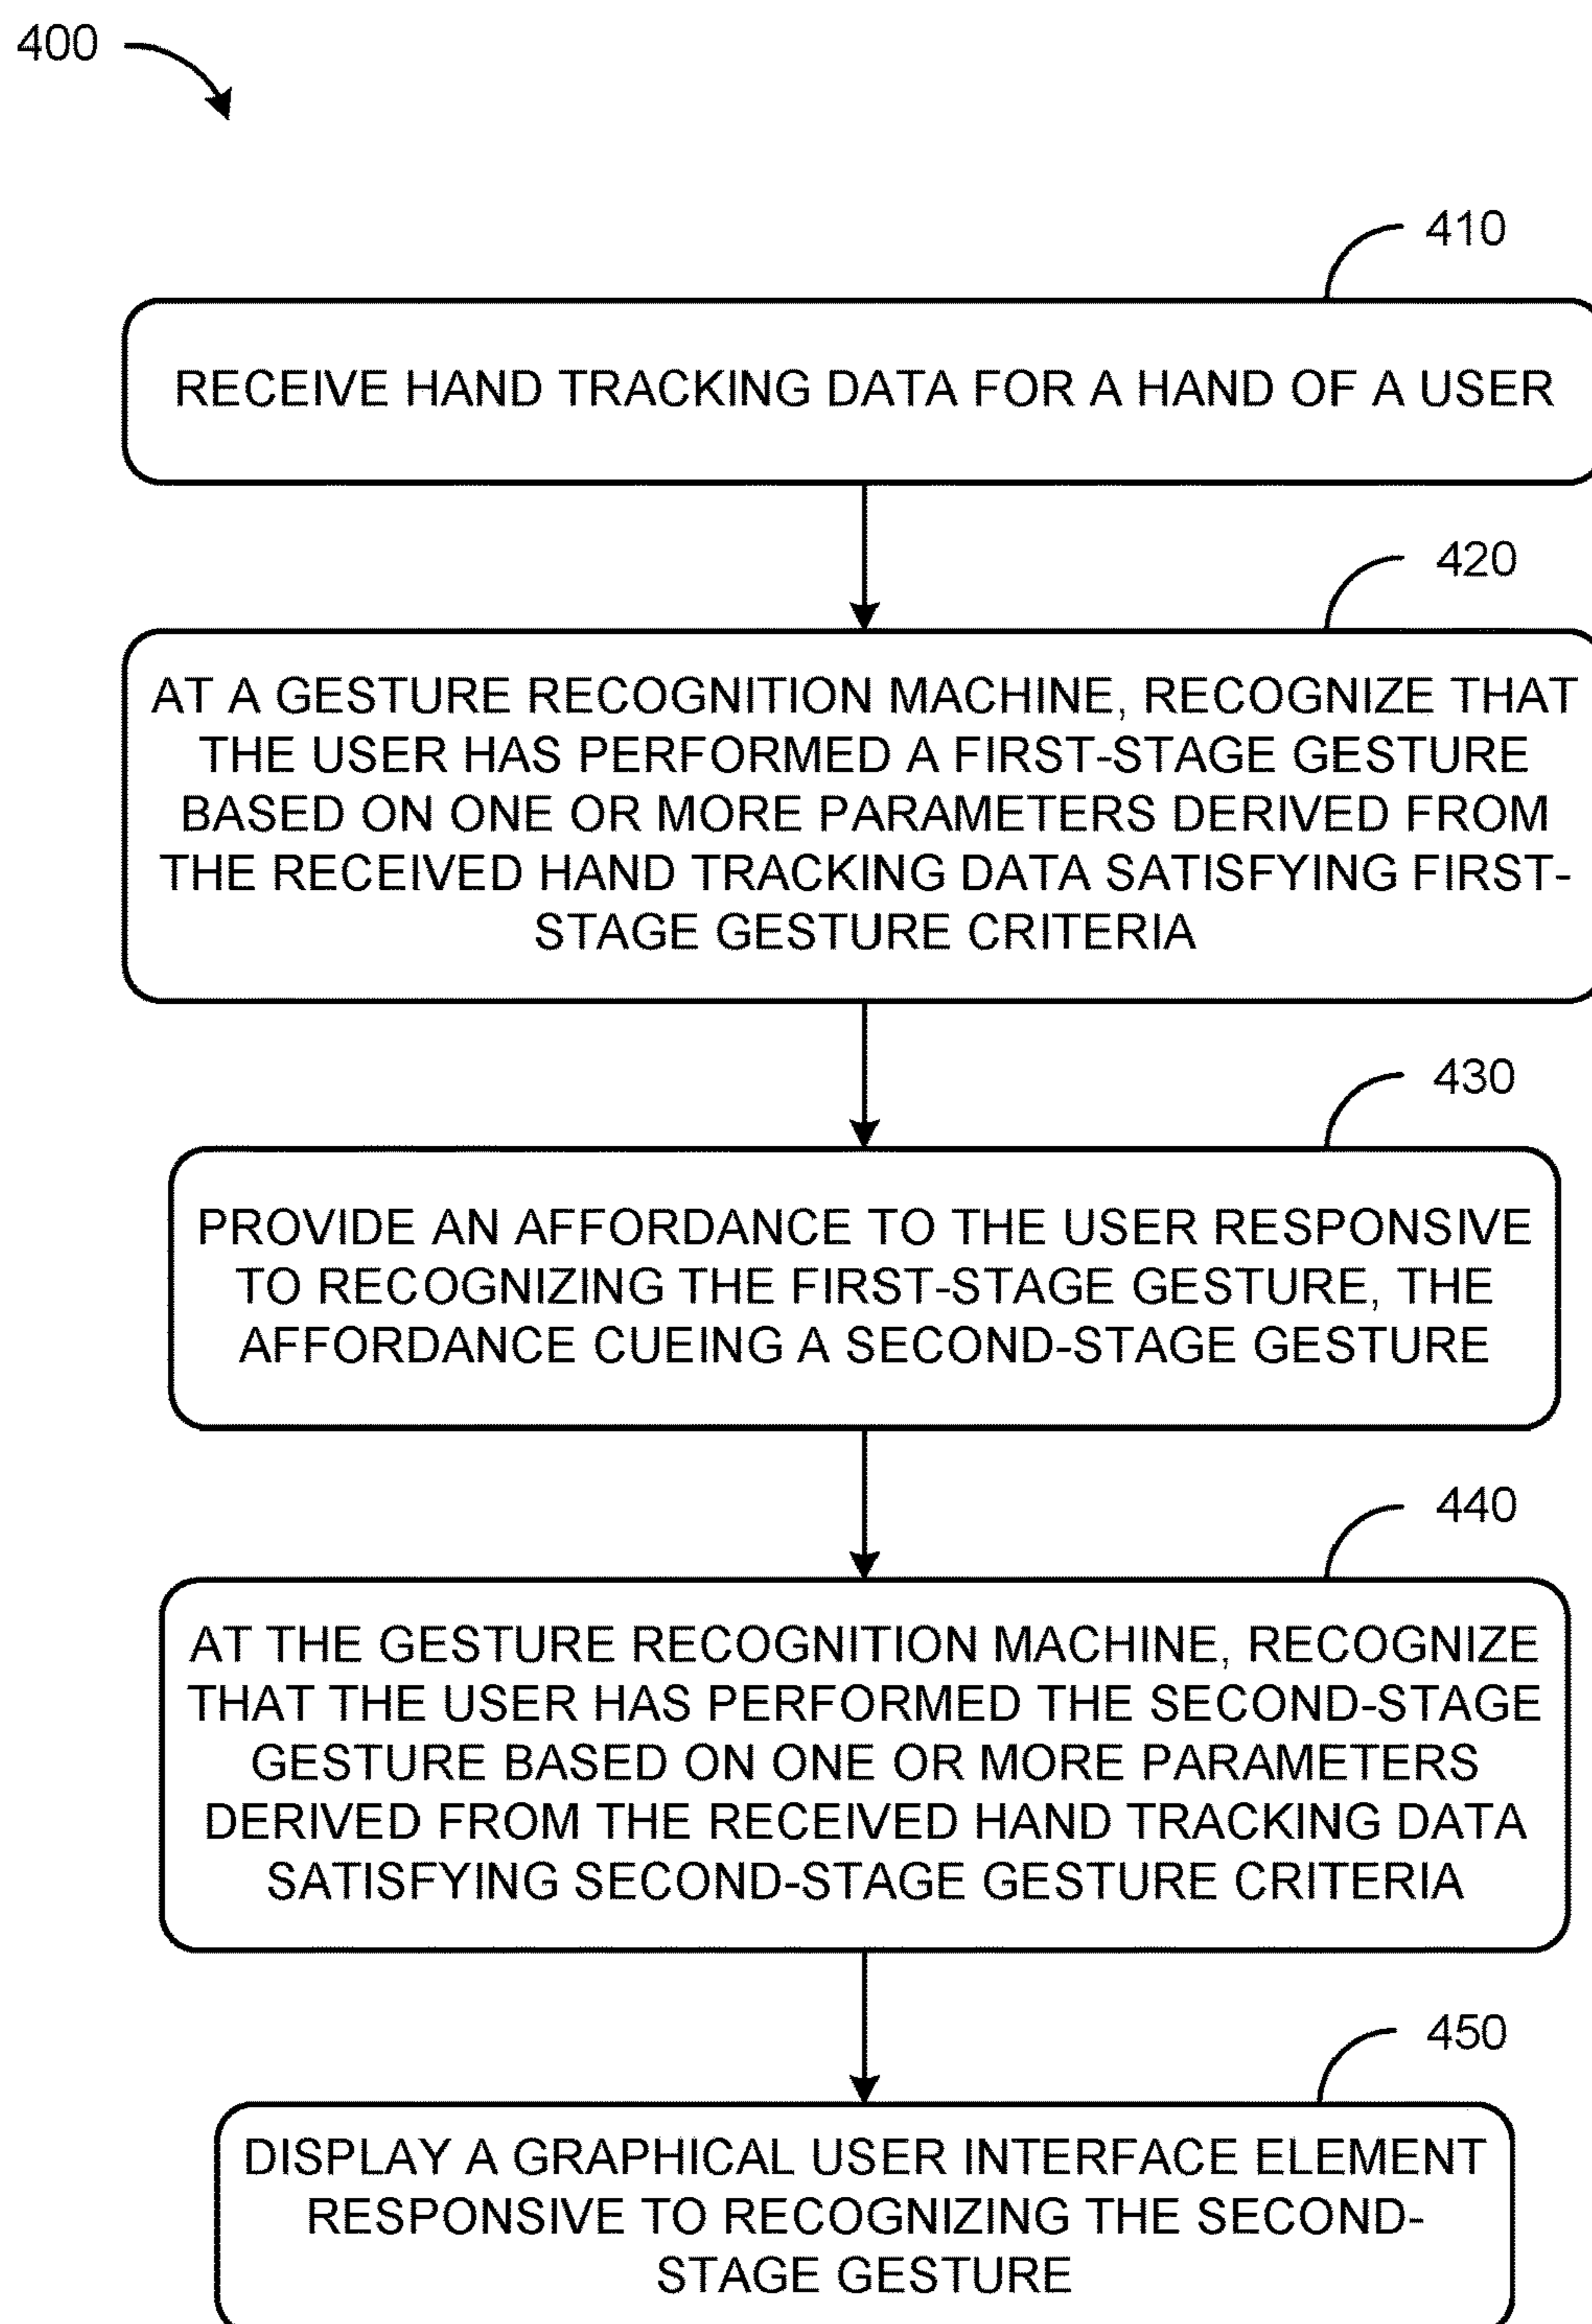 400
410
RECEIVE HAND TRACKING DATA FOR A HAND OF A USER
420
AT A GESTURE RECOGNITION MACHINE, RECOGNIZE THAT
THE USER HAS PERFORMED A FIRST-STAGE GESTURE
BASED ON ONE OR MORE PARAMETERS DERIVED FROM
THE RECEIVED HAND TRACKING DATA SATISFYING FIRST-
STAGE GESTURE CRITERIA
430
PROVIDE AN AFFORDANCE TO THE USER RESPONSIVE
TO RECOGNIZING THE FIRST-STAGE GESTURE, THE
AFFORDANCE CUEING A SECOND-STAGE GESTURE
440
AT THE GESTURE RECOGNITION MACHINE, RECOGNIZE
THAT THE USER HAS PERFORMED THE SECOND-STAGE
GESTURE BASED ON ONE OR MORE PARAMETERS
DERIVED FROM THE RECEIVED HAND TRACKING DATA
SATISFYING SECOND-STAGE GESTURE CRITERIA
450
DISPLAY A GRAPHICAL USER INTERFACE ELEMENT
RESPONSIVE TO RECOGNIZING THE SECOND-
STAGE GESTURE